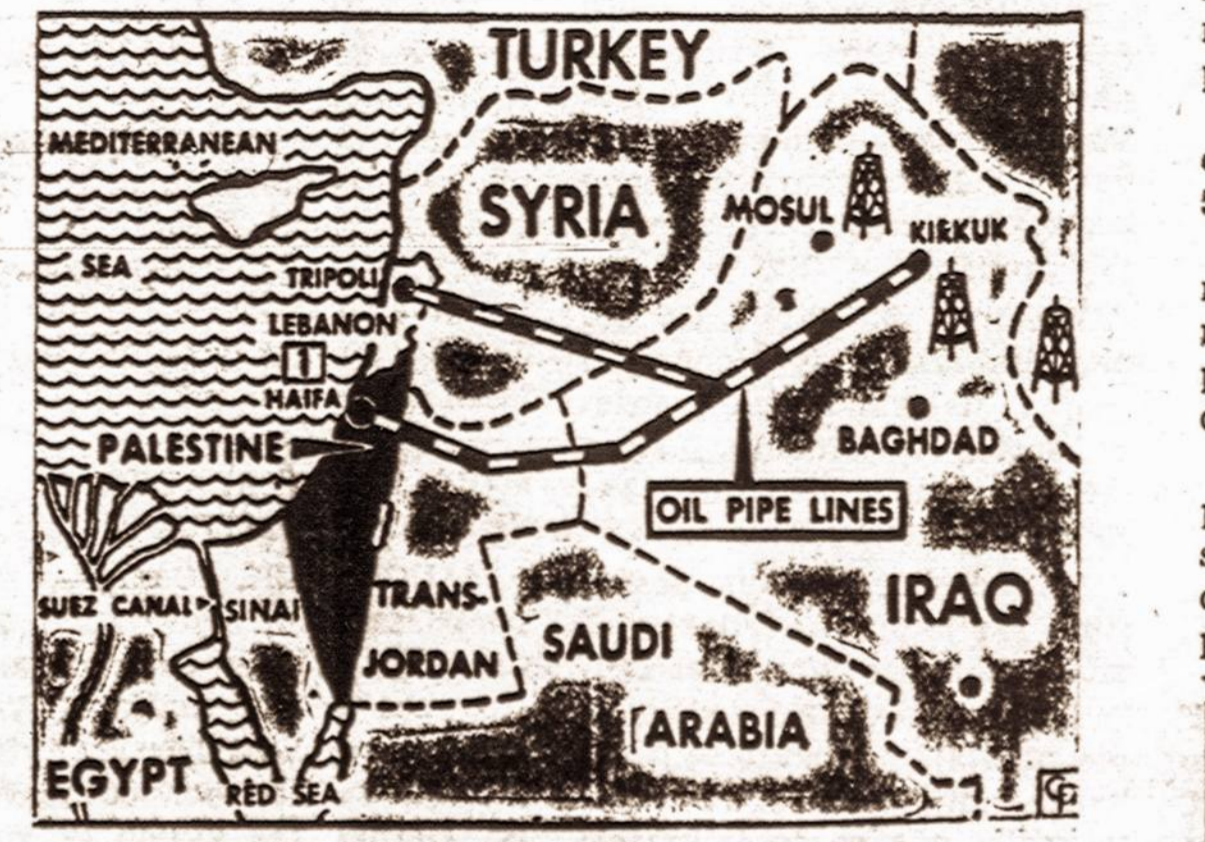 TURKEY
MEDITERRANEAN
SYRIA
MOSUL
KIRKUK
SEA
TRIPOLI
LEBANON
1
HAIFA
PALESTINE
BAGHDAD
OIL PIPE LINES
SUEZ CANAL
SINAI
TRANS-
JORDAN
SAUDI
ARABIA
IRAQ
EGYPT
RED SEA